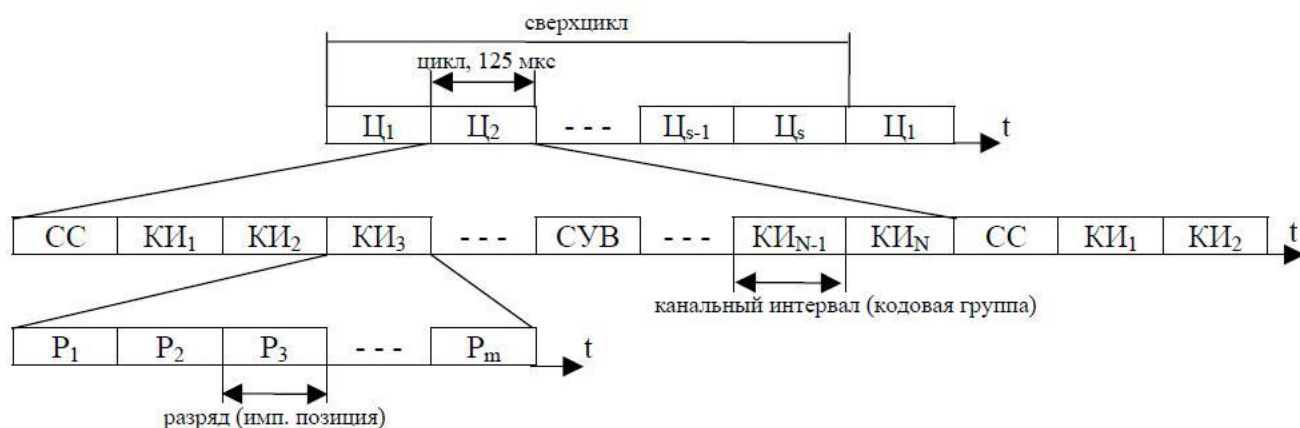 сверхцикл
цикл, 125 мкс
Ц1 Ц2 - - - Цs-1 Цs Ц1 t
СС КИ1 КИ2 КИ3 - - - СУВ - - - КИN-1 КИN СС КИ1 КИ2 t
канальный интервал (кодовая группа)
Р1 Р2 Р3 - - - Рm t
разряд (имп. позиция)